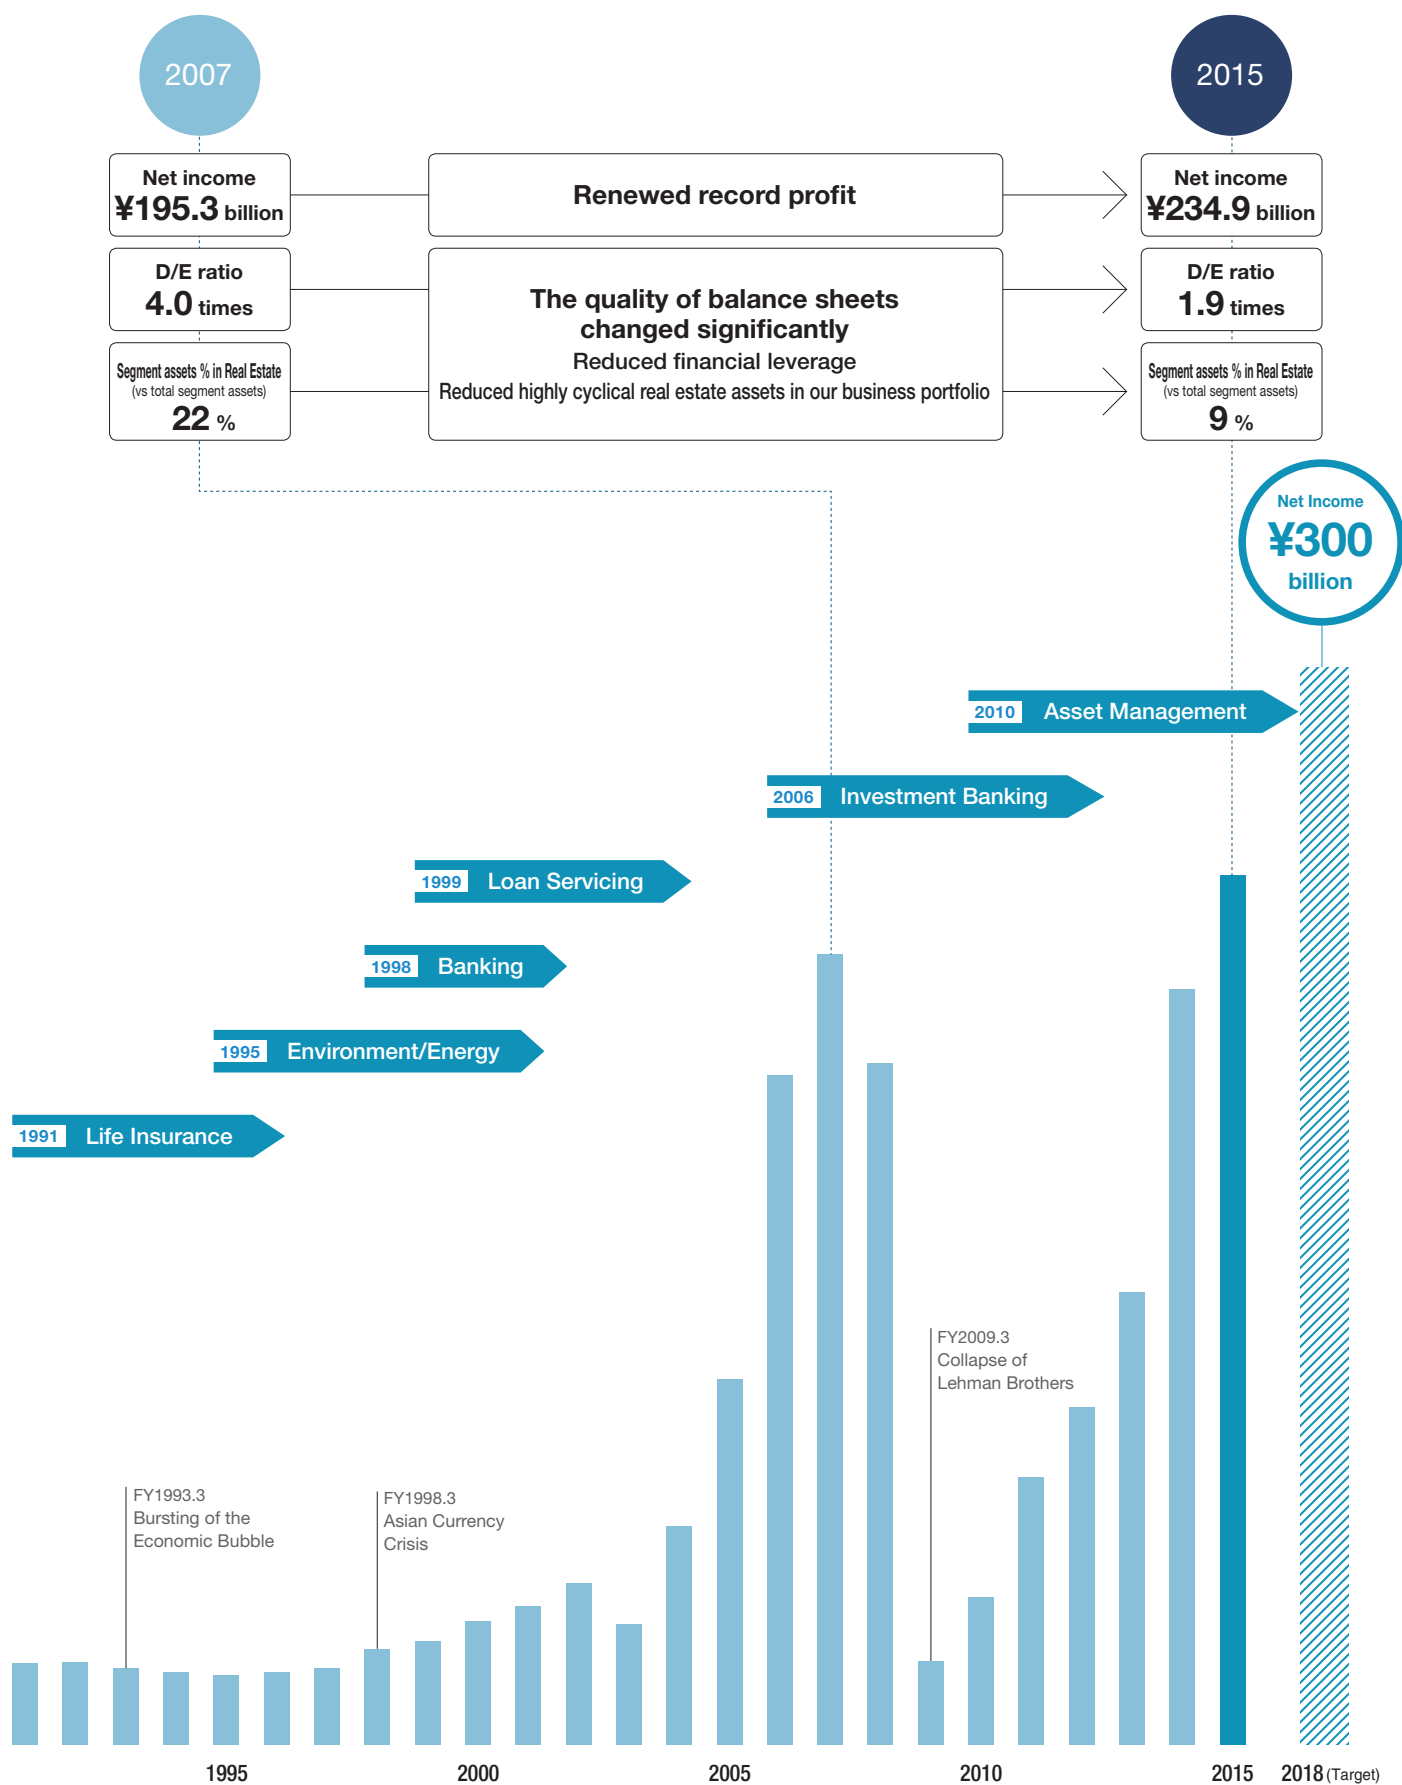 2007
2015
Net income
¥195.3 billion
Renewed record profit
Net income
¥234.9 billion
D/E ratio
4.0 times
The quality of balance sheets
changed significantly
Reduced financial leverage
Reduced highly cyclical real estate assets in our business portfolio
D/E ratio
1.9 times
Segment assets % in Real Estate
(vs total segment assets)
22 %
Segment assets % in Real Estate
(vs total segment assets)
9 %
Net Income
¥300
billion
2010 Asset Management
2006 Investment Banking
1999 Loan Servicing
1998 Banking
1995 Environment/Energy
1991 Life Insurance
FY2009.3
Collapse of
Lehman Brothers
FY1993.3
Bursting of the
Economic Bubble
FY1998.3
Asian Currency
Crisis
1995 2000 2005 2010 2015 2018 (Target)